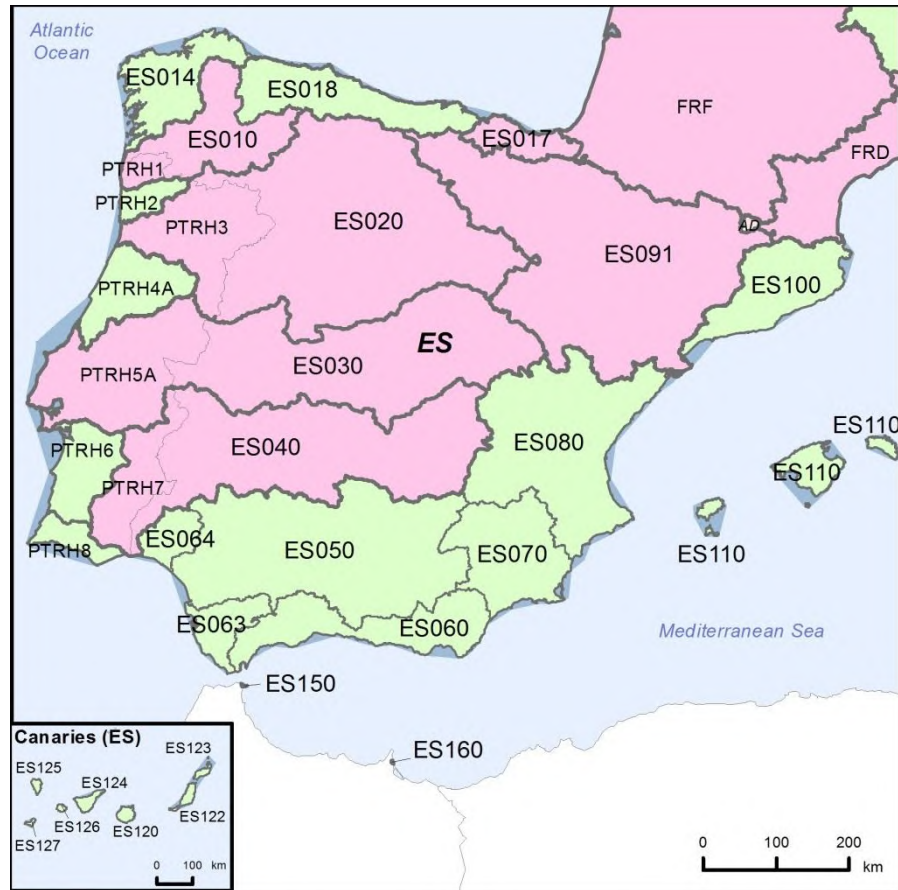 Atlantic
Ocean
ES014
ES018
FRF
ES017
ES010
FRD
PTRH1
PTRH2
PTRH3
ES020
AD
ES091
ES100
PTRH4A
ES
ES030
PTRH5A
ES110
PTRH6
ES040
ES080
ES110
PTRH7
ES064
ES050
ES070
PTRH8
ES110
ES063
ES060
Mediterranean Sea
ES150
Canaries (ES)
ES123
ES160
ES125
ES124
ES126
ES120
ES122
ES127
0 100 km
0 100 200
km